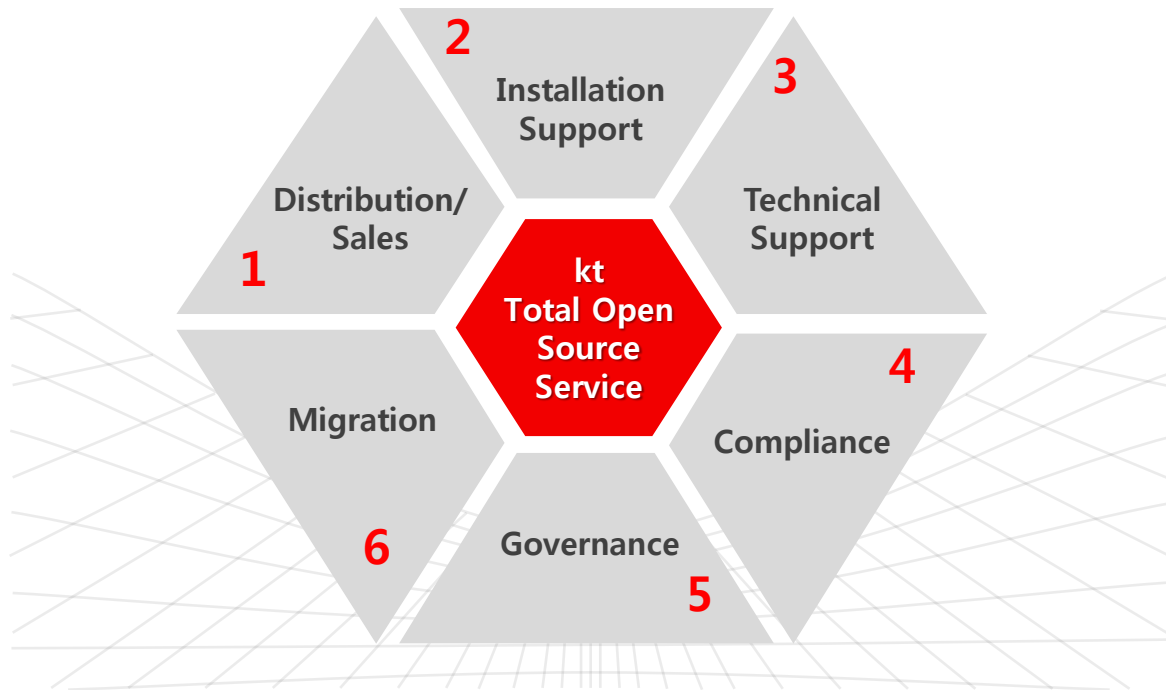 1
Distribution/
Sales
2
Installation
Support
3
Technical
Support
4
Compliance
5
Governance
6
Migration
kt
Total Open
Source
Service